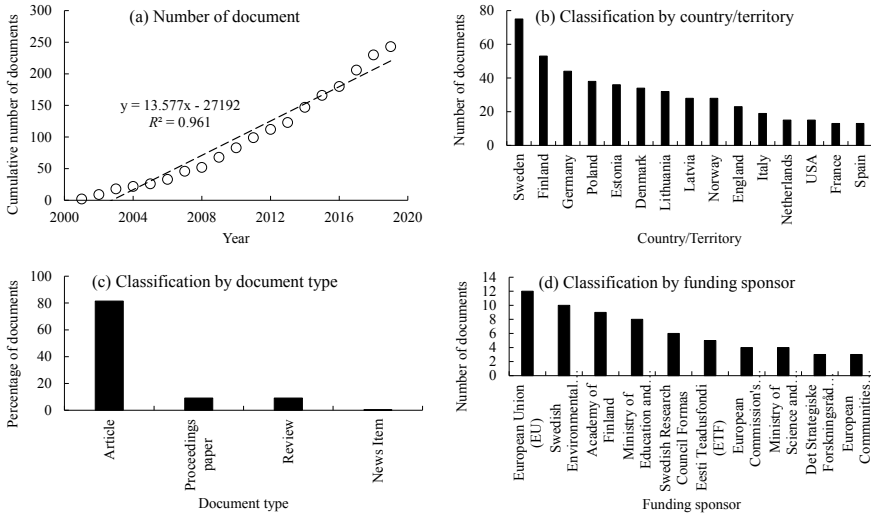 (a) Number of document
Cumulative number of documents
300
250
200
150
100
50
0
y = 13.577x - 27192
R² = 0.961
2000 2004 2008 2012 2016 2020
Year
(b) Classification by country/territory
Number of documents
80
60
40
20
0
Sweden
Finland
Germany
Poland
Estonia
Denmark
Lithuania
Latvia
Norway
England
Italy
Netherlands
USA
France
Spain
Country/Territory
(c) Classification by document type
Percentage of documents
100
80
60
40
20
0
Article
Proceedings
paper
Review
News Item
Document type
(d) Classification by funding sponsor
Number of documents
14
12
10
8
6
4
2
0
European Union
(EU)
Swedish
Environmental…
Academy of
Finland
Ministry of
Education and…
Swedish Research
Council Formas
Eesti Teadusfondi
(ETF)
European
Commission's…
Ministry of
Science and…
Det Strategiske
Forskningsråd…
European
Communities…
Funding sponsor